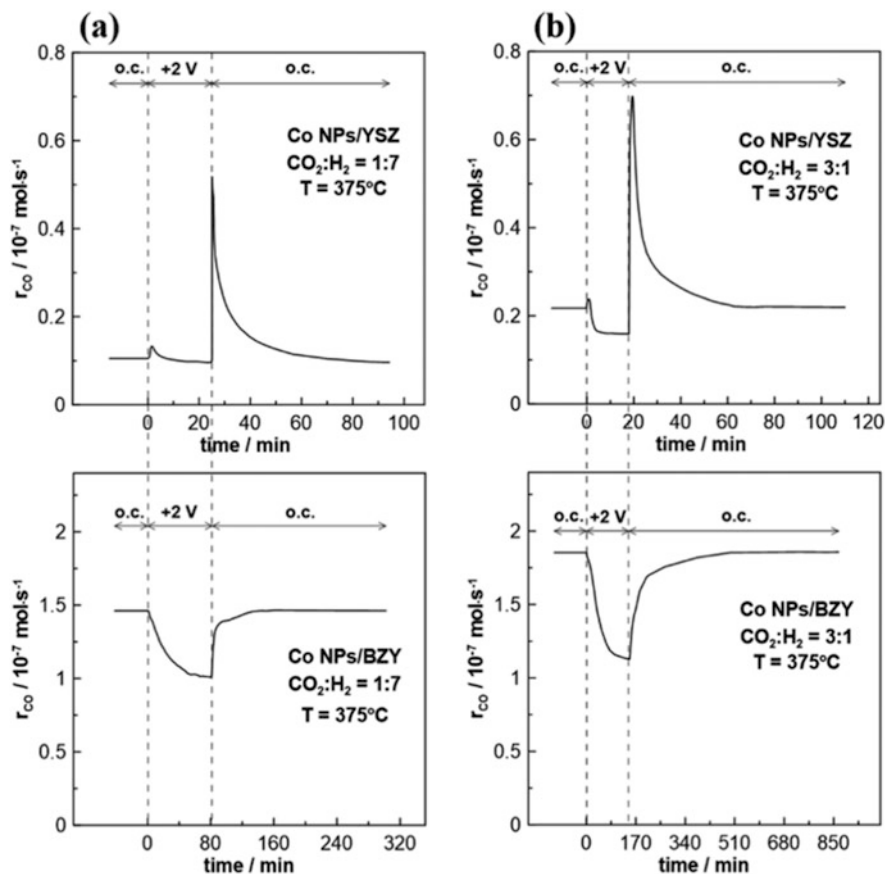 (a)
0.8
0.6
0.4
0.2
0
r_CO / 10⁻⁷ mol·s⁻¹
o.c. +2 V o.c.
Co NPs/YSZ
CO₂:H₂ = 1:7
T = 375°C
0 20 40 60 80 100
time / min
(b)
0.8
0.6
0.4
0.2
0
r_CO / 10⁻⁷ mol·s⁻¹
o.c. +2 V o.c.
Co NPs/YSZ
CO₂:H₂ = 3:1
T = 375°C
0 20 40 60 80 100 120
time / min
2
1.5
1
0.5
0
r_CO / 10⁻⁷ mol·s⁻¹
o.c. +2 V o.c.
Co NPs/BZY
CO₂:H₂ = 1:7
T = 375°C
0 80 160 240 320
time / min
2
1.5
1
0.5
0
r_CO / 10⁻⁷ mol·s⁻¹
o.c. +2 V o.c.
Co NPs/BZY
CO₂:H₂ = 3:1
T = 375°C
0 170 340 510 680 850
time / min